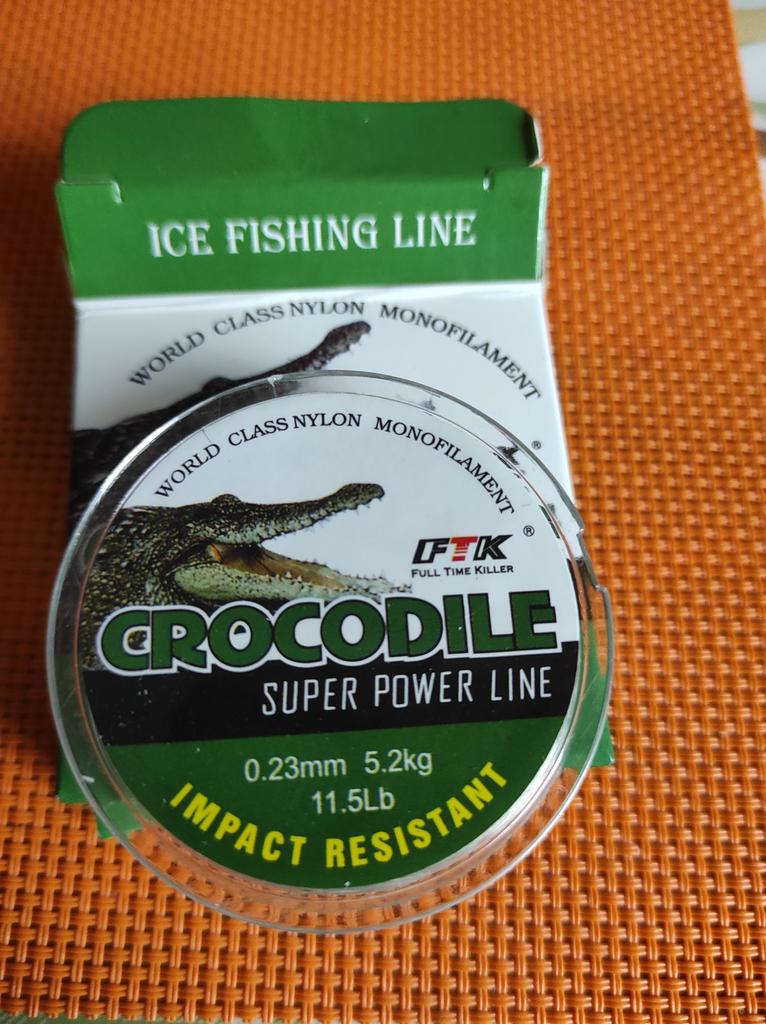 ICE FISHING LINE
WORLD CLASS NYLON MONOFILAMENT
®
WORLD CLASS NYLON MONOFILAMENT
FTK ®
FULL TIME KILLER
CROCODILE
SUPER POWER LINE
0.23mm 5.2kg
11.5Lb
IMPACT RESISTANT